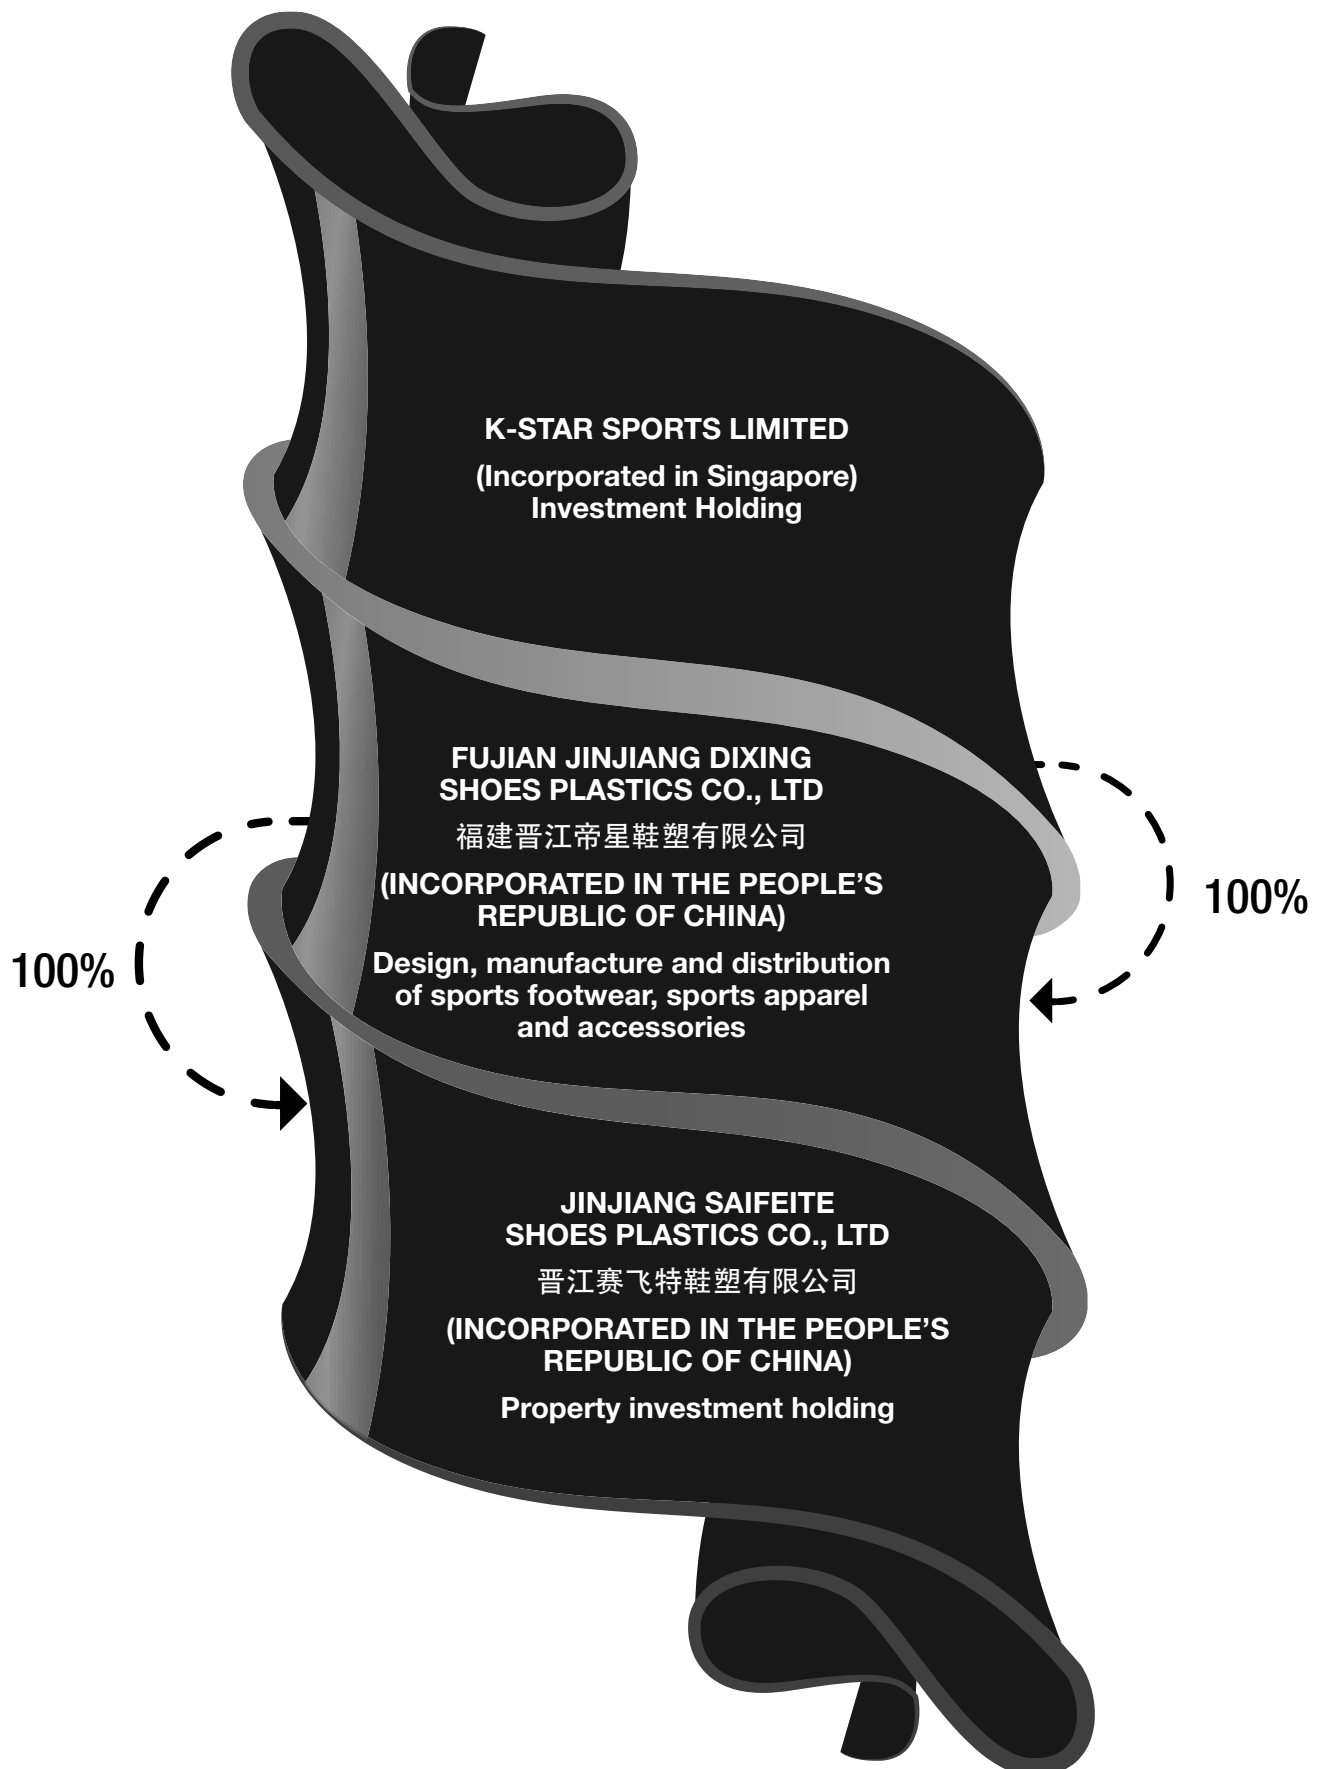 K-STAR SPORTS LIMITED
(Incorporated in Singapore)
Investment Holding
FUJIAN JINJIANG DIXING
SHOES PLASTICS CO., LTD
福建晋江帝星鞋塑有限公司
(INCORPORATED IN THE PEOPLE’S
REPUBLIC OF CHINA)
Design, manufacture and distribution
of sports footwear, sports apparel
and accessories
100%
100%
JINJIANG SAIFEITE
SHOES PLASTICS CO., LTD
晋江赛飞特鞋塑有限公司
(INCORPORATED IN THE PEOPLE’S
REPUBLIC OF CHINA)
Property investment holding